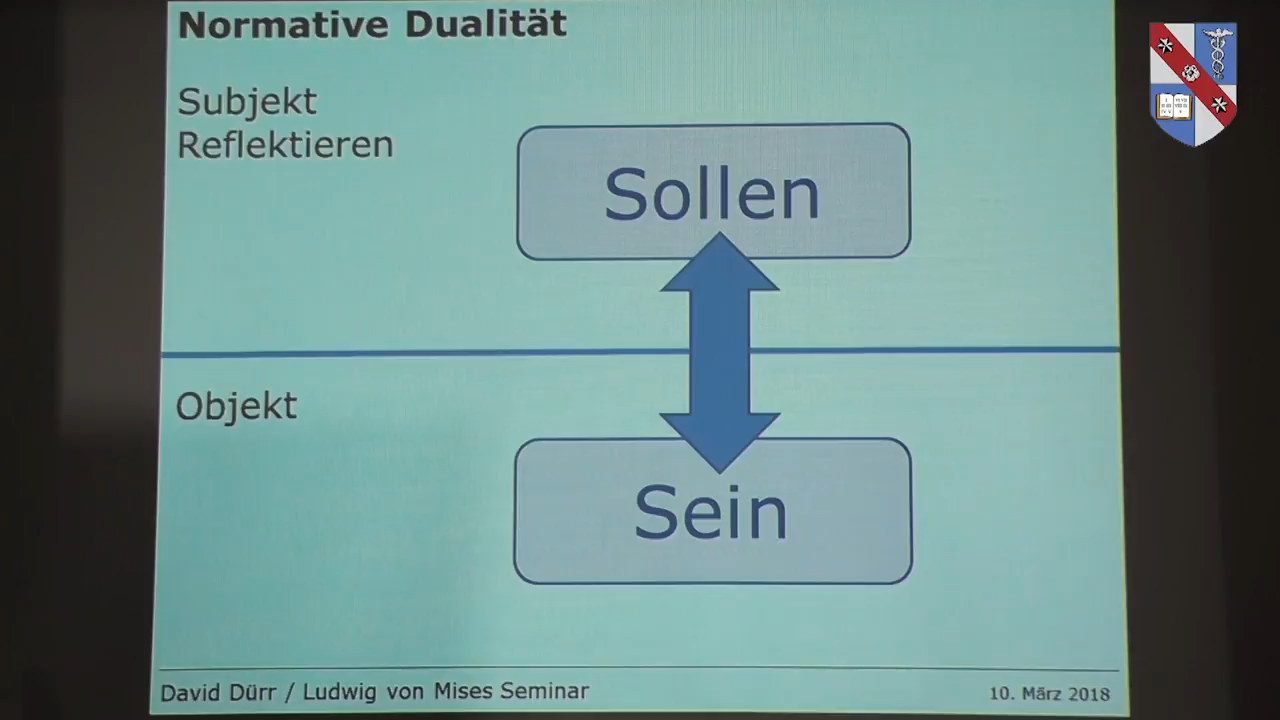 Normative Dualität
Subjekt
Reflektieren
Sollen
Objekt
Sein
David Dürr / Ludwig von Mises Seminar
10. März 2018